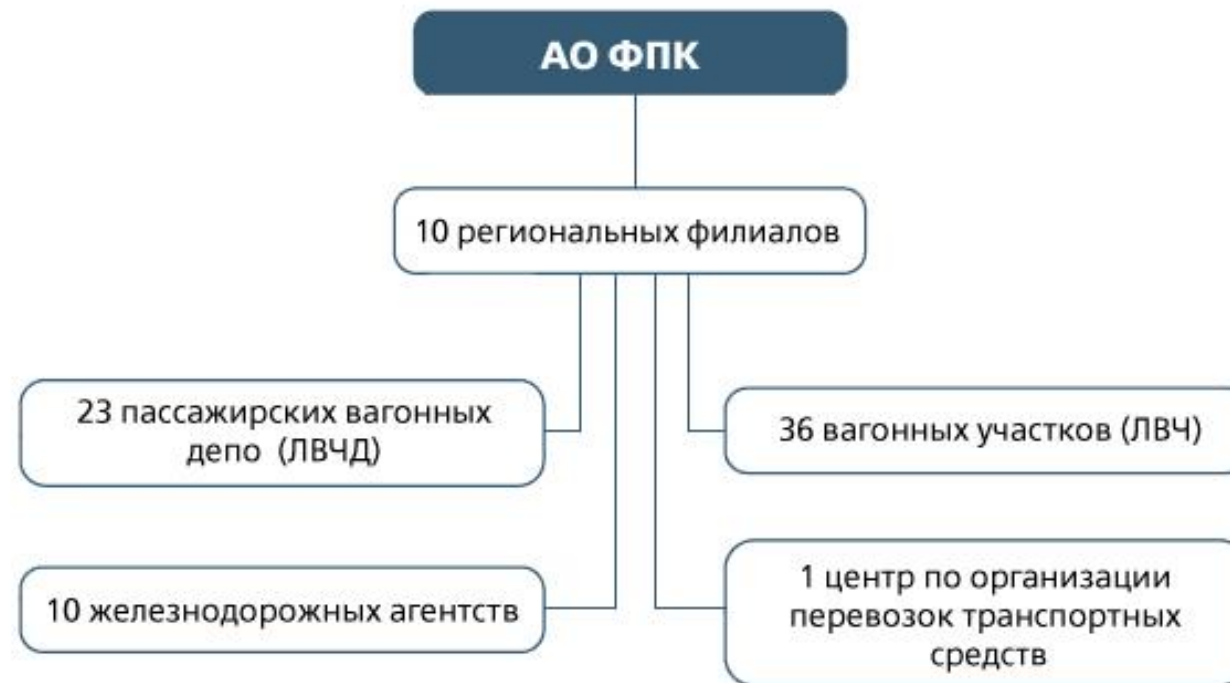 АО ФПК
10 региональных филиалов
23 пассажирских вагонных
депо (ЛВЧД)
36 вагонных участков (ЛВЧ)
10 железнодорожных агентств
1 центр по организации
перевозок транспортных
средств